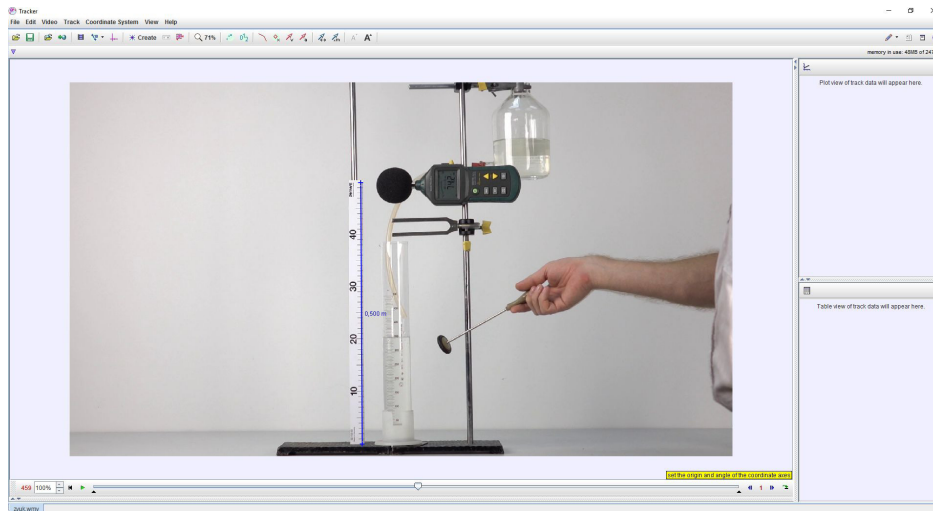 Tracker
File Edit Video Track Coordinate System View Help
Create 71%
memory in use: 48MB of 247
Plot view of track data will appear here.
40
30
0,500 m
20
10
Table view of track data will appear here.
set the origin and angle of the coordinate axes
459 100% 1
zvuk.wmv